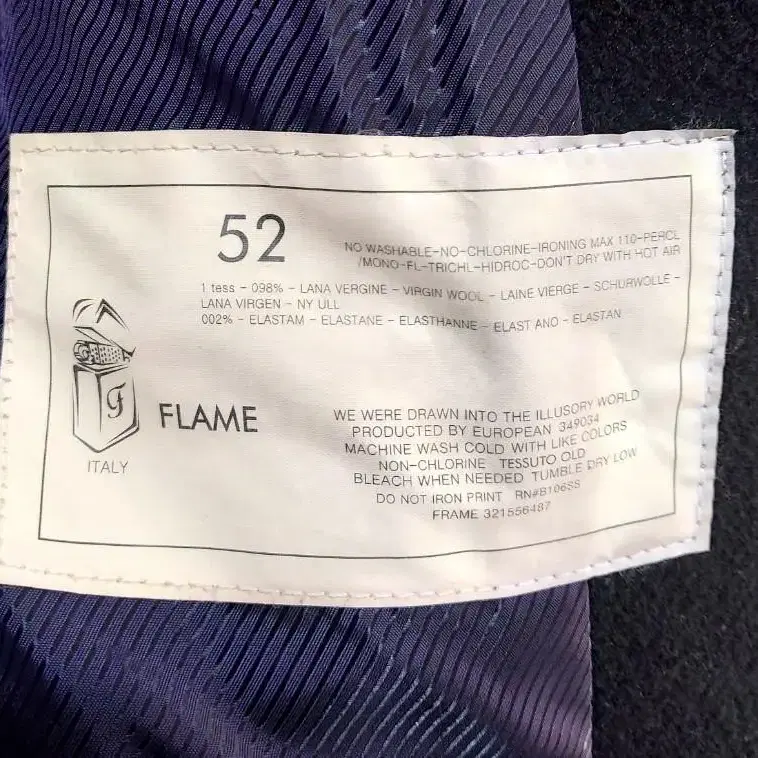 52
NO WASHABLE-NO-CHLORINE-IRONING MAX 110-PERCL
/MONO-FL-TRICHL-HIDROC-DON'T DRY WITH HOT AIR
1 tess - 098% - LANA VERGINE - VIRGIN WOOL - LAINE VIERGE - SCHURWOLLE -
LANA VIRGEN - NY ULL
002% - ELASTAM - ELASTANE - ELASTHANNE - ELAST ANO - ELASTAN
F
FLAME
ITALY
WE WERE DRAWN INTO THE ILLUSORY WORLD
PRODUCTED BY EUROPEAN 349034
MACHINE WASH COLD WITH LIKE COLORS
NON-CHLORINE TESSUTO OLD
BLEACH WHEN NEEDED TUMBLE DRY LOW
DO NOT IRON PRINT RN#B106SS
FRAME 321556487